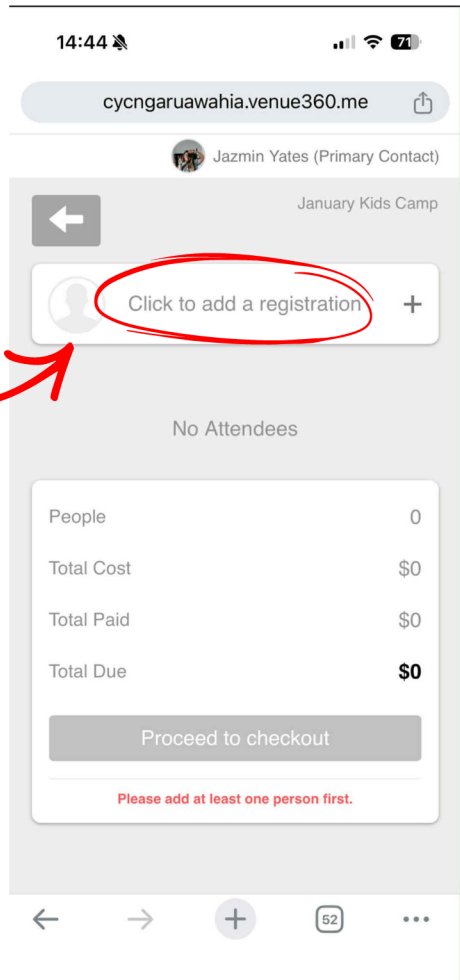 14:44
71
cycngaruawahia.venue360.me
Jazmin Yates (Primary Contact)
January Kids Camp
Click to add a registration +
No Attendees
People 0
Total Cost $0
Total Paid $0
Total Due $0
Proceed to checkout
Please add at least one person first.
52